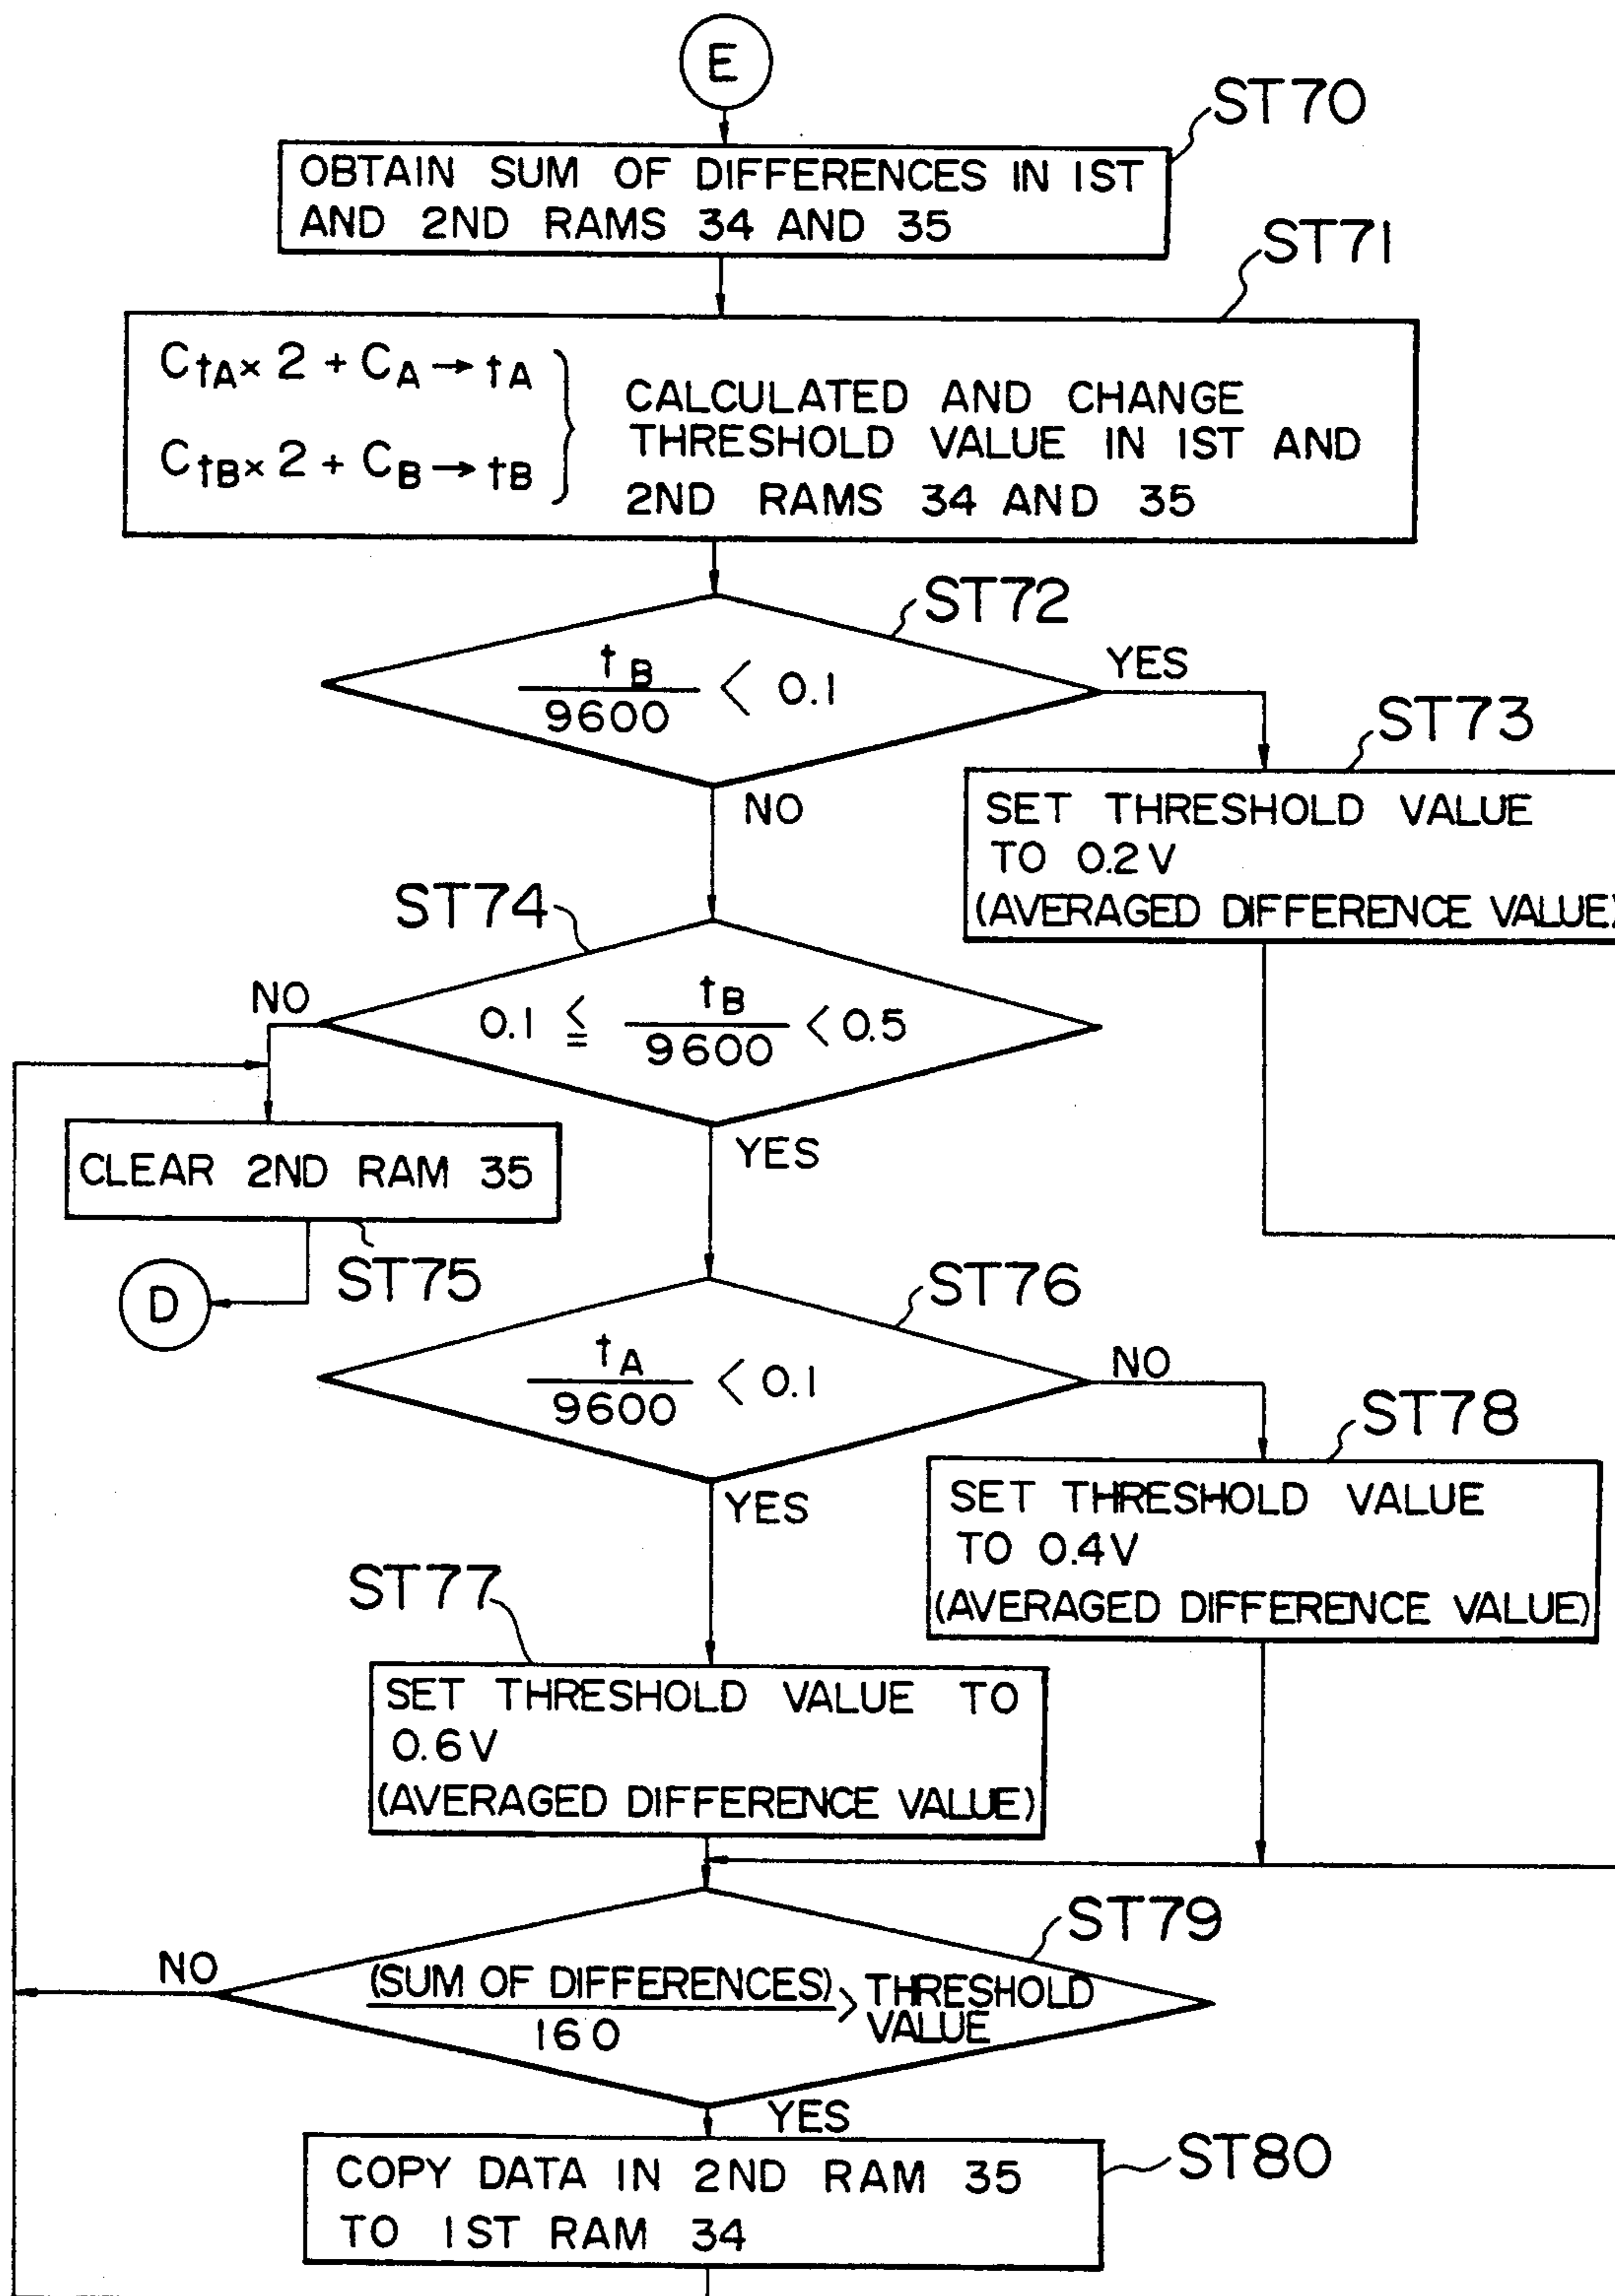 E
ST70
OBTAIN SUM OF DIFFERENCES IN 1ST
AND 2ND RAMS 34 AND 35
ST71
CtA× 2 + CA → tA
CtB× 2 + CB → tB
CALCULATED AND CHANGE
THRESHOLD VALUE IN 1ST AND
2ND RAMS 34 AND 35
ST72
tB
9600
< 0.1
YES
NO
ST73
SET THRESHOLD VALUE
TO 0.2V
(AVERAGED DIFFERENCE VALUE)
ST74
NO
0.1 ≦
tB
9600
< 0.5
YES
CLEAR 2ND RAM 35
ST75
D
ST76
tA
9600
< 0.1
NO
YES
ST78
SET THRESHOLD VALUE
TO 0.4V
(AVERAGED DIFFERENCE VALUE)
ST77
SET THRESHOLD VALUE TO
0.6V
(AVERAGED DIFFERENCE VALUE)
ST79
NO
(SUM OF DIFFERENCES)
160
> THRESHOLD
VALUE
YES
ST80
COPY DATA IN 2ND RAM 35
TO 1ST RAM 34